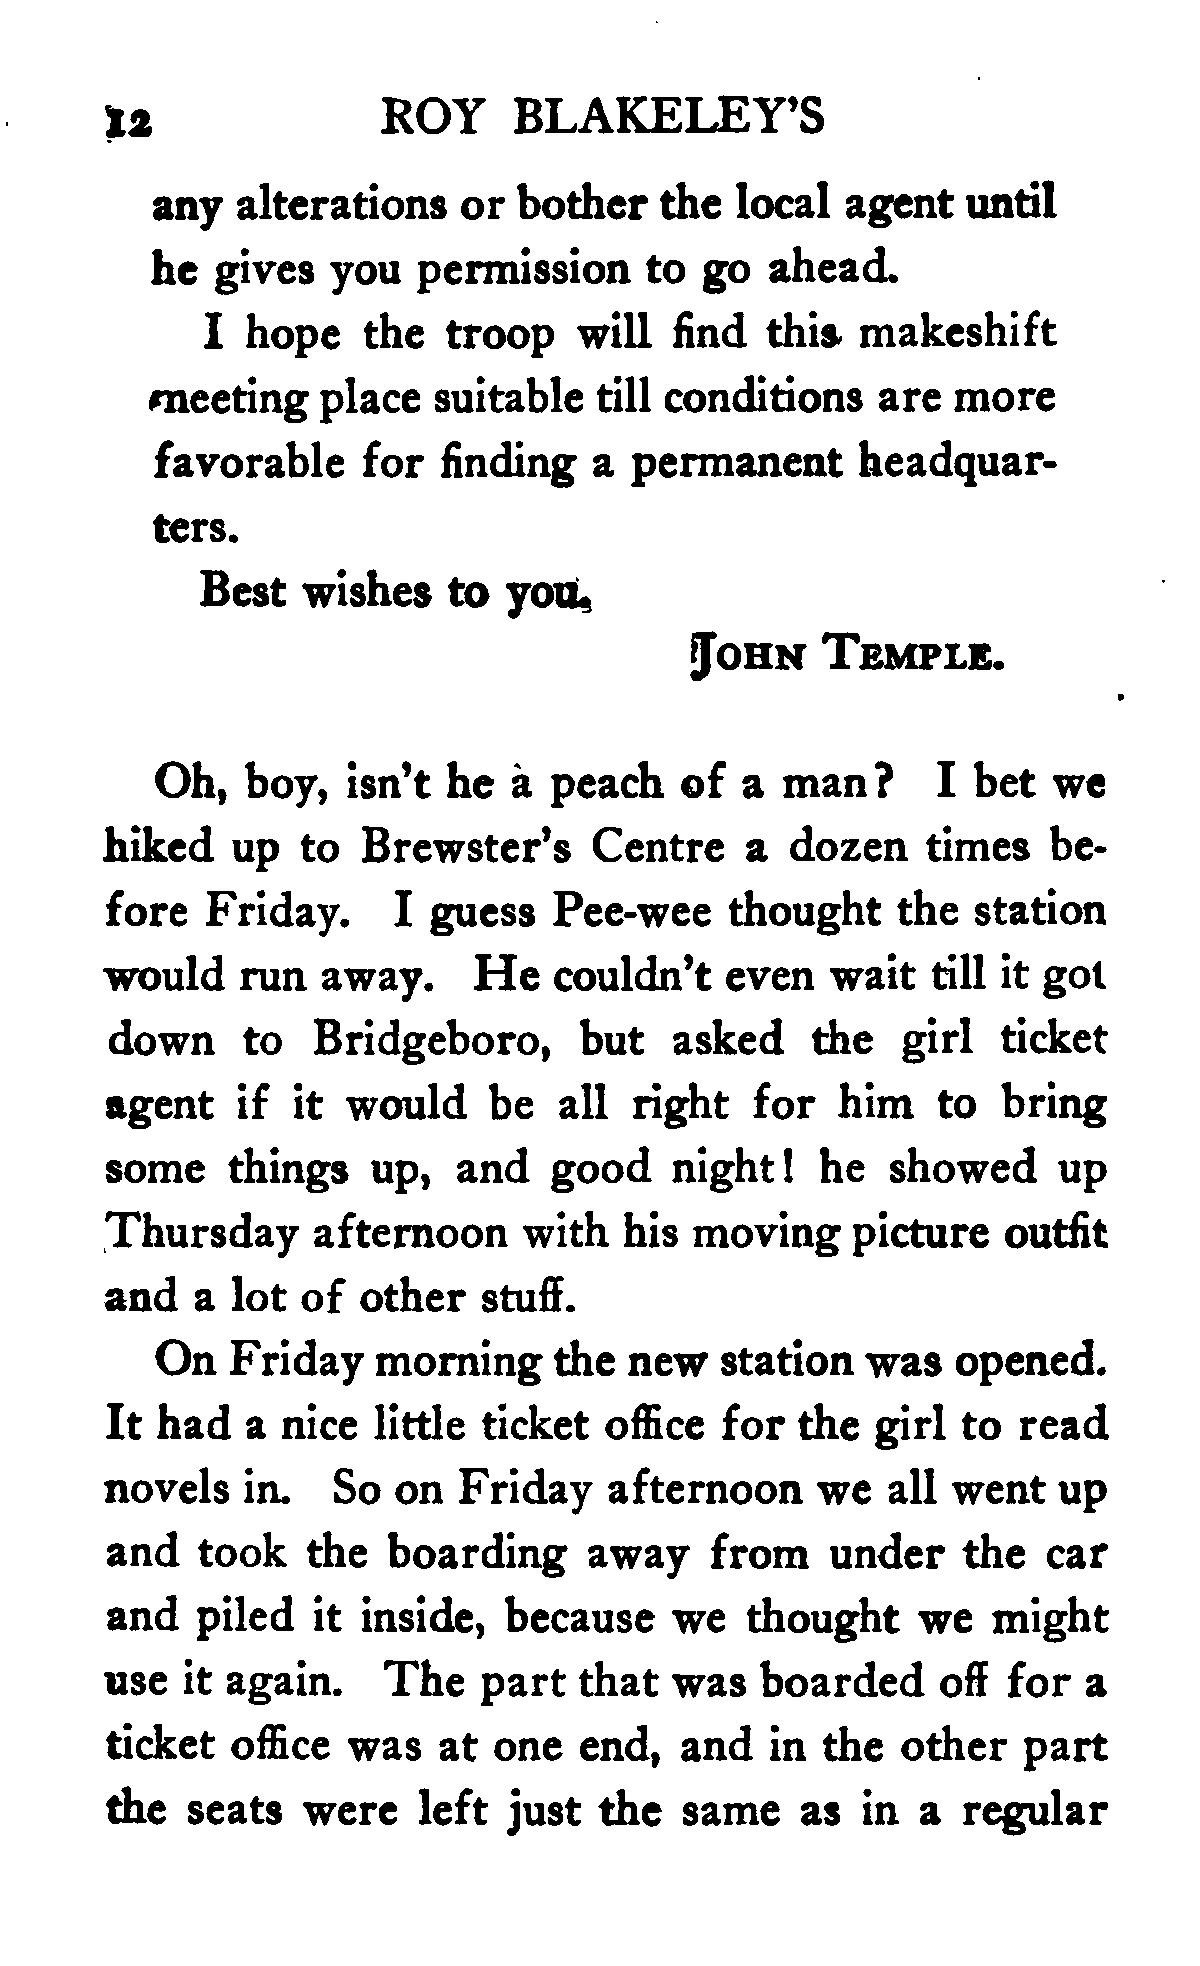 12 ROY BLAKELEY'S
any alterations or bother the local agent until
he gives you permission to go ahead.
I hope the troop will find this makeshift
meeting place suitable till conditions are more
favorable for finding a permanent headquar-
ters.
Best wishes to you,
JOHN TEMPLE.
Oh, boy, isn't he a peach of a man? I bet we
hiked up to Brewster's Centre a dozen times be-
fore Friday. I guess Pee-wee thought the station
would run away. He couldn't even wait till it got
down to Bridgeboro, but asked the girl ticket
agent if it would be all right for him to bring
some things up, and good night! he showed up
Thursday afternoon with his moving picture outfit
and a lot of other stuff.
On Friday morning the new station was opened.
It had a nice little ticket office for the girl to read
novels in. So on Friday afternoon we all went up
and took the boarding away from under the car
and piled it inside, because we thought we might
use it again. The part that was boarded off for a
ticket office was at one end, and in the other part
the seats were left just the same as in a regular